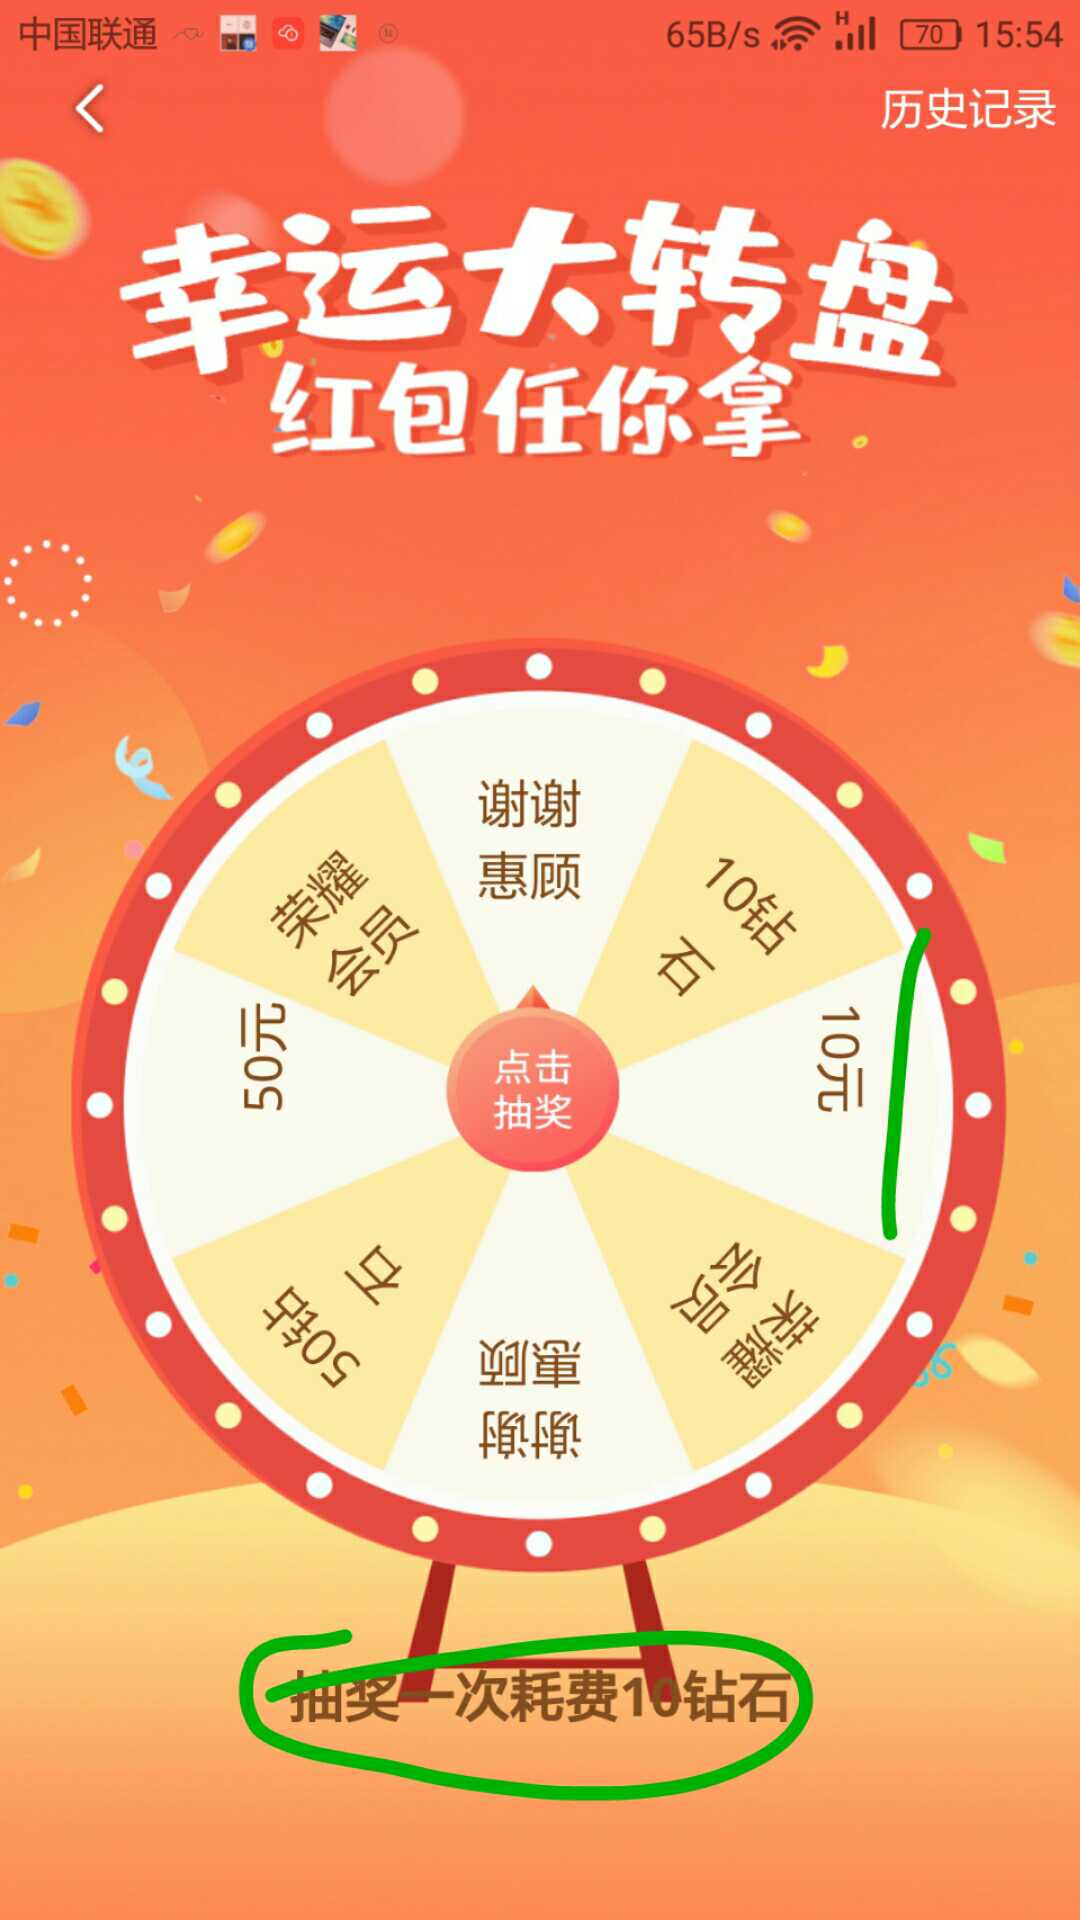 中国联通 65B/s H 70 15:54
历史记录
幸运大转盘
红包任你拿
谢谢
惠顾
10钻
石
10元
荣耀
会员
谢谢
惠顾
50钻
石
50元
荣耀
会员
点击
抽奖
抽奖一次耗费10钻石